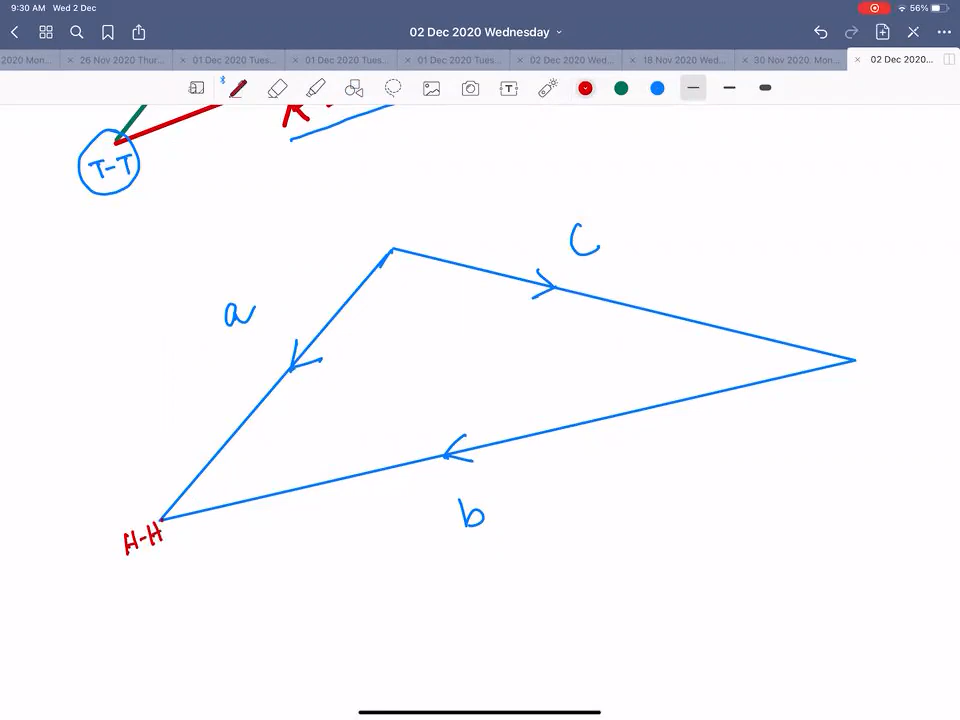 9:30 AM Wed 2 Dec
56%
02 Dec 2020 Wednesday
2020 Mon...
26 Nov 2020 Thur...
01 Dec 2020 Tues...
01 Dec 2020 Tues...
01 Dec 2020 Tues...
02 Dec 2020 Wed...
18 Nov 2020 Wed...
30 Nov 2020. Mon...
02 Dec 2020...
T
T-T
C
a
b
H-H